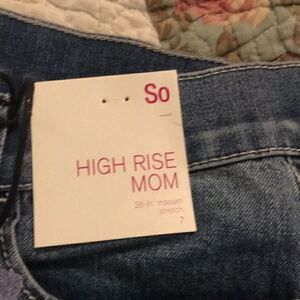 So
HIGH RISE
MOM
28-in. inseam
stretch
7